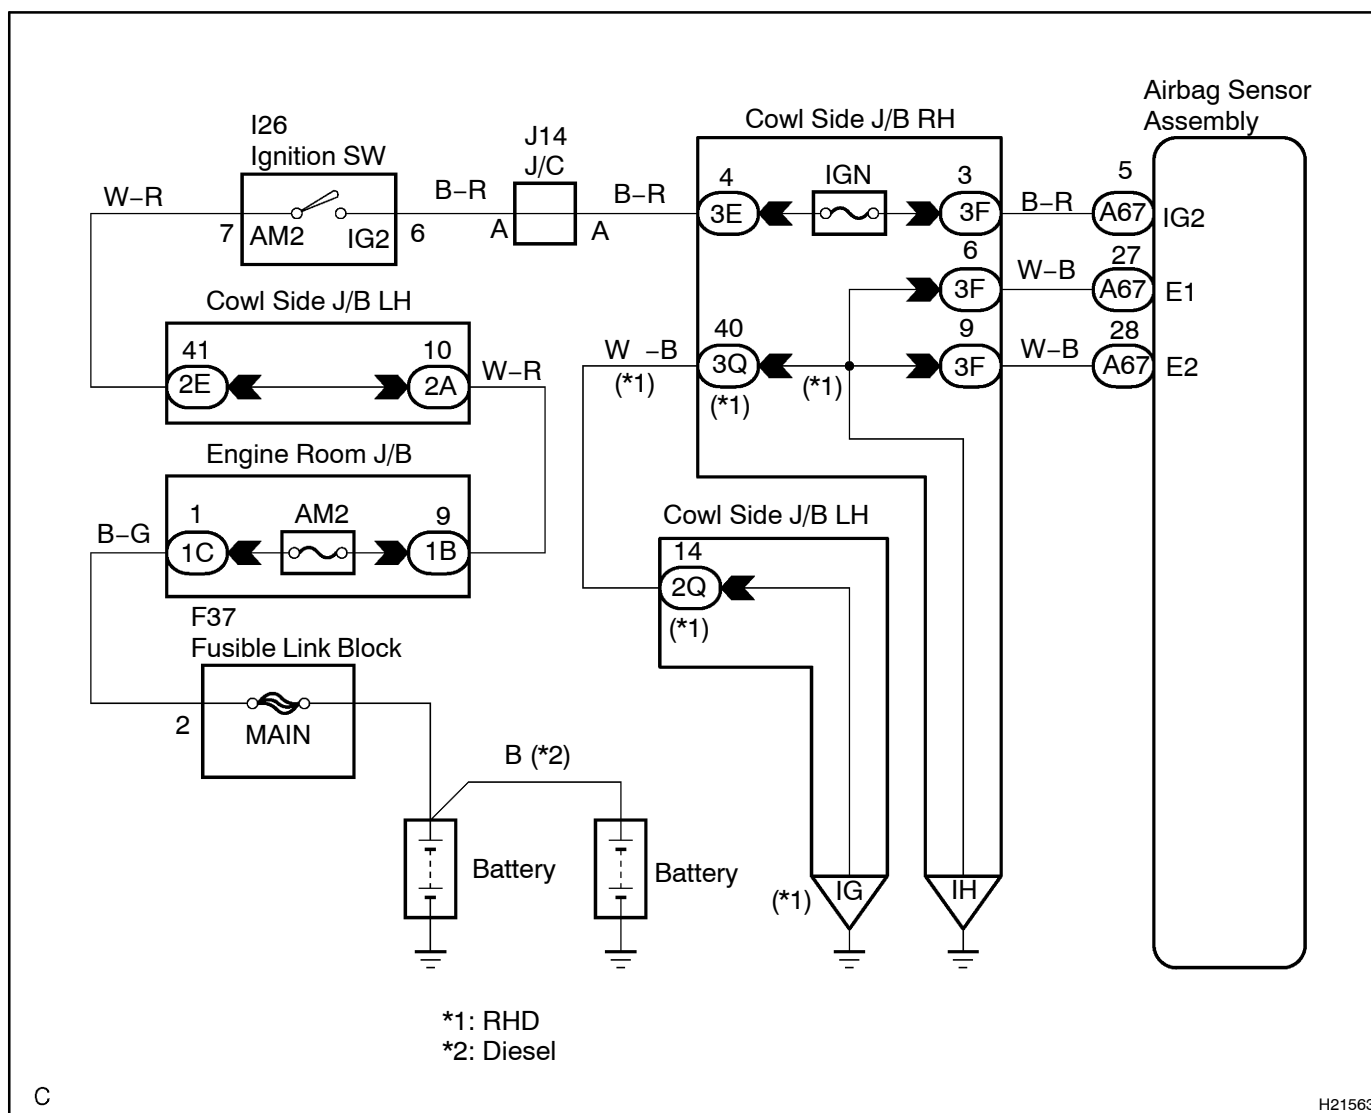 Airbag Sensor
Assembly
Cowl Side J/B RH
I26
Ignition SW
J14
J/C
W–R
B–R
B–R
4
3E
IGN
3
3F
B–R
5
A67
IG2
7
AM2
IG2
6
A
A
6
3F
W–B
27
A67
E1
Cowl Side J/B LH
41
2E
10
2A
W–R
W –B
(*1)
40
3Q
(*1)
(*1)
9
3F
W–B
28
A67
E2
Engine Room J/B
B–G
1
1C
AM2
9
1B
Cowl Side J/B LH
14
2Q
(*1)
F37
Fusible Link Block
2
MAIN
B (*2)
Battery
Battery
(*1)
IG
IH
*1: RHD
*2: Diesel
C
H21563